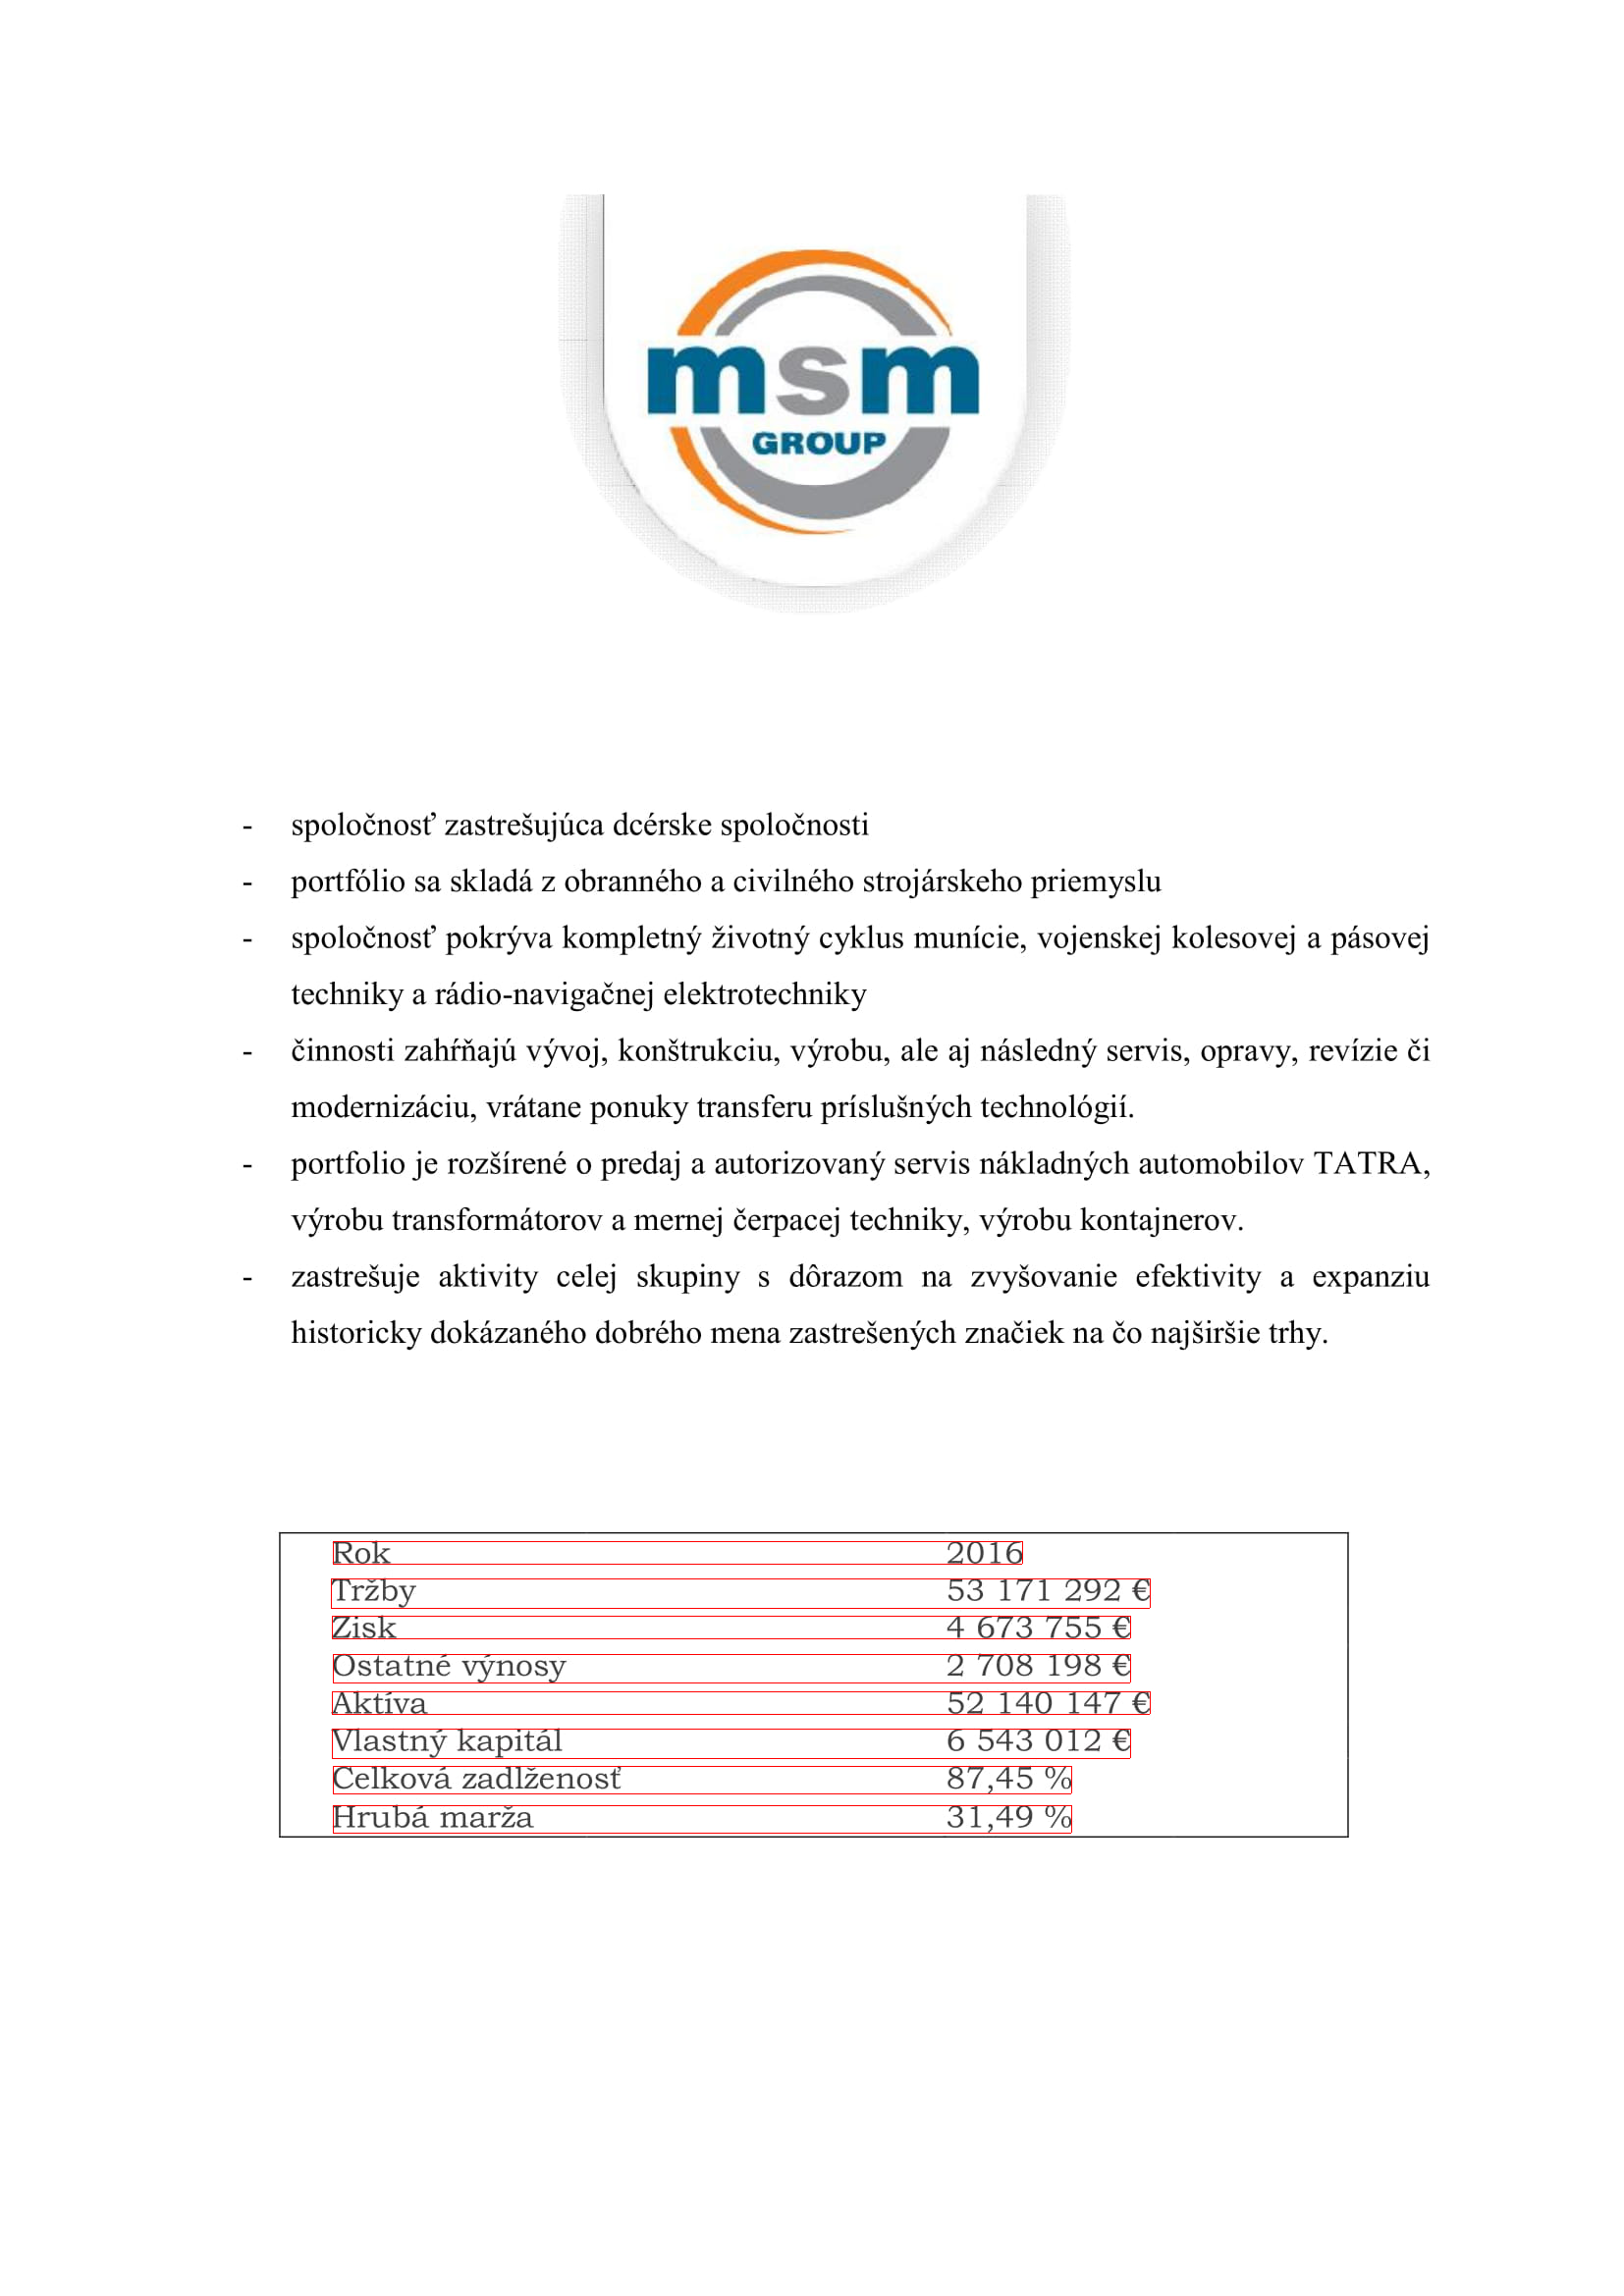 msm
GROUP
- spoločnosť zastrešujúca dcérske spoločnosti
- portfólio sa skladá z obranného a civilného strojárskeho priemyslu
- spoločnosť pokrýva kompletný životný cyklus munície, vojenskej kolesovej a pásovej
techniky a rádio-navigačnej elektrotechniky
- činnosti zahŕňajú vývoj, konštrukciu, výrobu, ale aj následný servis, opravy, revízie či
modernizáciu, vrátane ponuky transferu príslušných technológií.
- portfolio je rozšírené o predaj a autorizovaný servis nákladných automobilov TATRA,
výrobu transformátorov a mernej čerpacej techniky, výrobu kontajnerov.
- zastrešuje aktivity celej skupiny s dôrazom na zvyšovanie efektivity a expanziu
historicky dokázaného dobrého mena zastrešených značiek na čo najširšie trhy.
Rok 2016
Tržby 53 171 292 €
Zisk 4 673 755 €
Ostatné výnosy 2 708 198 €
Aktíva 52 140 147 €
Vlastný kapitál 6 543 012 €
Celková zadlženosť 87,45 %
Hrubá marža 31,49 %